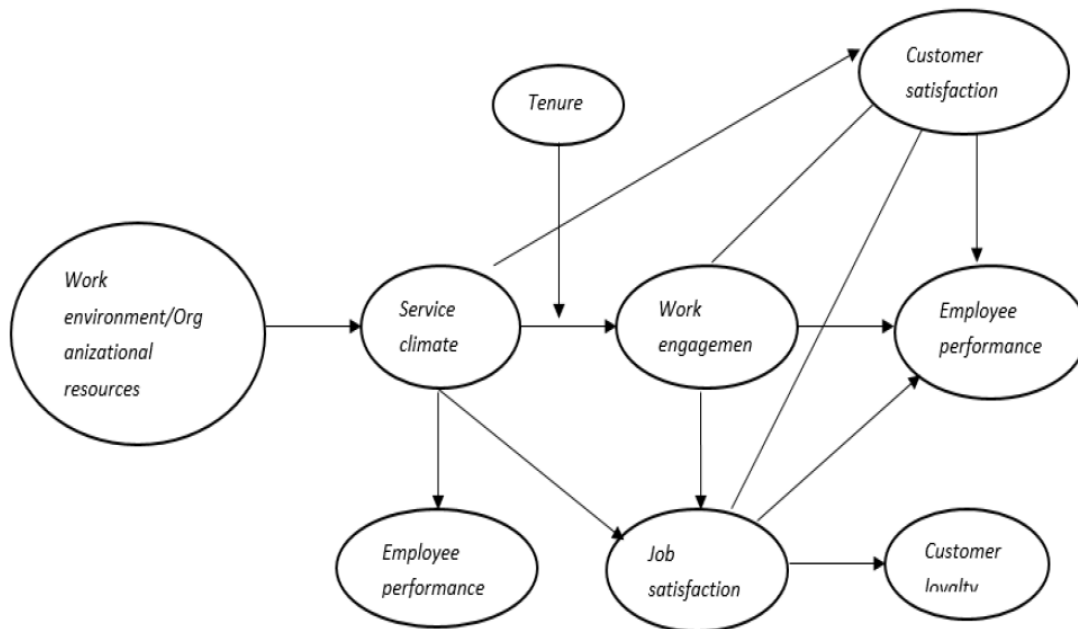 Customer
satisfaction
Tenure
Work
environment/Org
anizational
resources
Service
climate
Work
engagemen
Employee
performance
Employee
performance
Job
satisfaction
Customer
loyalty